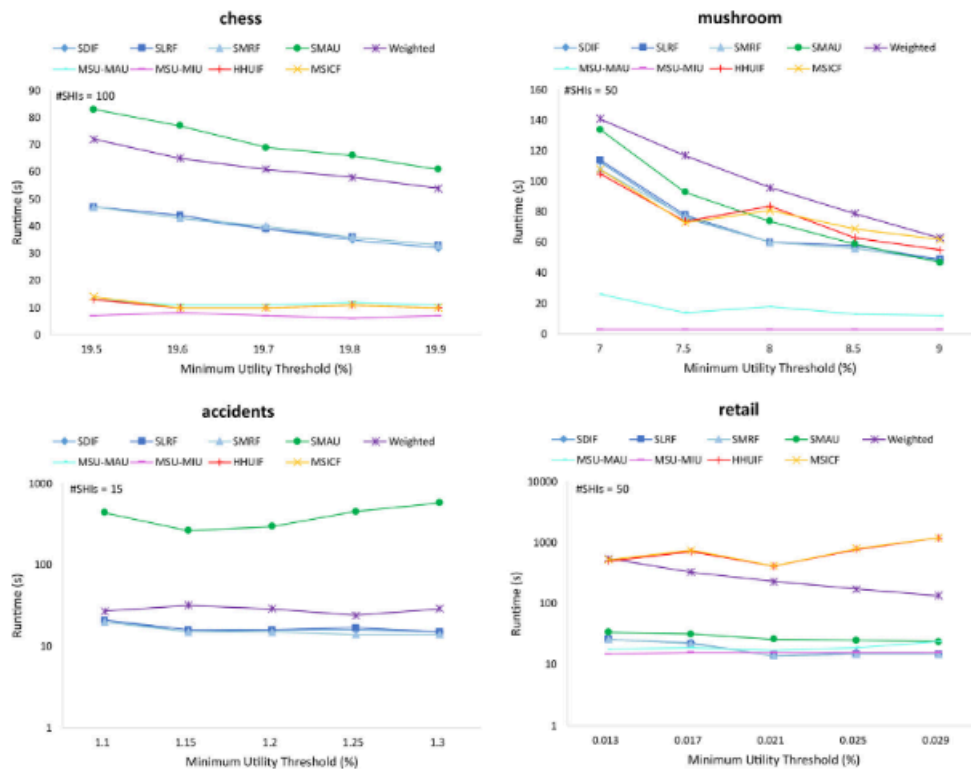 chess
SDIF SLRF SMRF SMAU Weighted
MSU-MAU MSU-MIU HHUIF MSICF
#SHIs = 100
90
80
70
60
50
40
30
20
10
0
Runtime (s)
19.5 19.6 19.7 19.8 19.9
Minimum Utility Threshold (%)
mushroom
SDIF SLRF SMRF SMAU Weighted
MSU-MAU MSU-MIU HHUIF MSICF
#SHIs = 50
160
140
120
100
80
60
40
20
0
Runtime (s)
7 7.5 8 8.5 9
Minimum Utility Threshold (%)
accidents
SDIF SLRF SMRF SMAU Weighted
MSU-MAU MSU-MIU HHUIF MSICF
#SHIs = 15
1000
100
10
1
Runtime (s)
1.1 1.15 1.2 1.25 1.3
Minimum Utility Threshold (%)
retail
SDIF SLRF SMRF SMAU Weighted
MSU-MAU MSU-MIU HHUIF MSICF
#SHIs = 50
10000
1000
100
10
1
Runtime (s)
0.013 0.017 0.021 0.025 0.029
Minimum Utility Threshold (%)